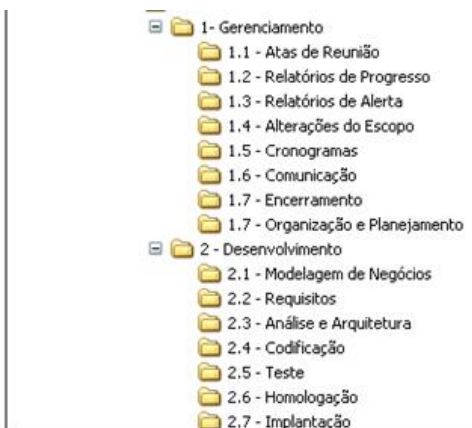 1- Gerenciamento
1.1 - Atas de Reunião
1.2 - Relatórios de Progresso
1.3 - Relatórios de Alerta
1.4 - Alterações do Escopo
1.5 - Cronogramas
1.6 - Comunicação
1.7 - Encerramento
1.7 - Organização e Planejamento
2 - Desenvolvimento
2.1 - Modelagem de Negócios
2.2 - Requisitos
2.3 - Análise e Arquitetura
2.4 - Codificação
2.5 - Teste
2.6 - Homologação
2.7 - Implantação